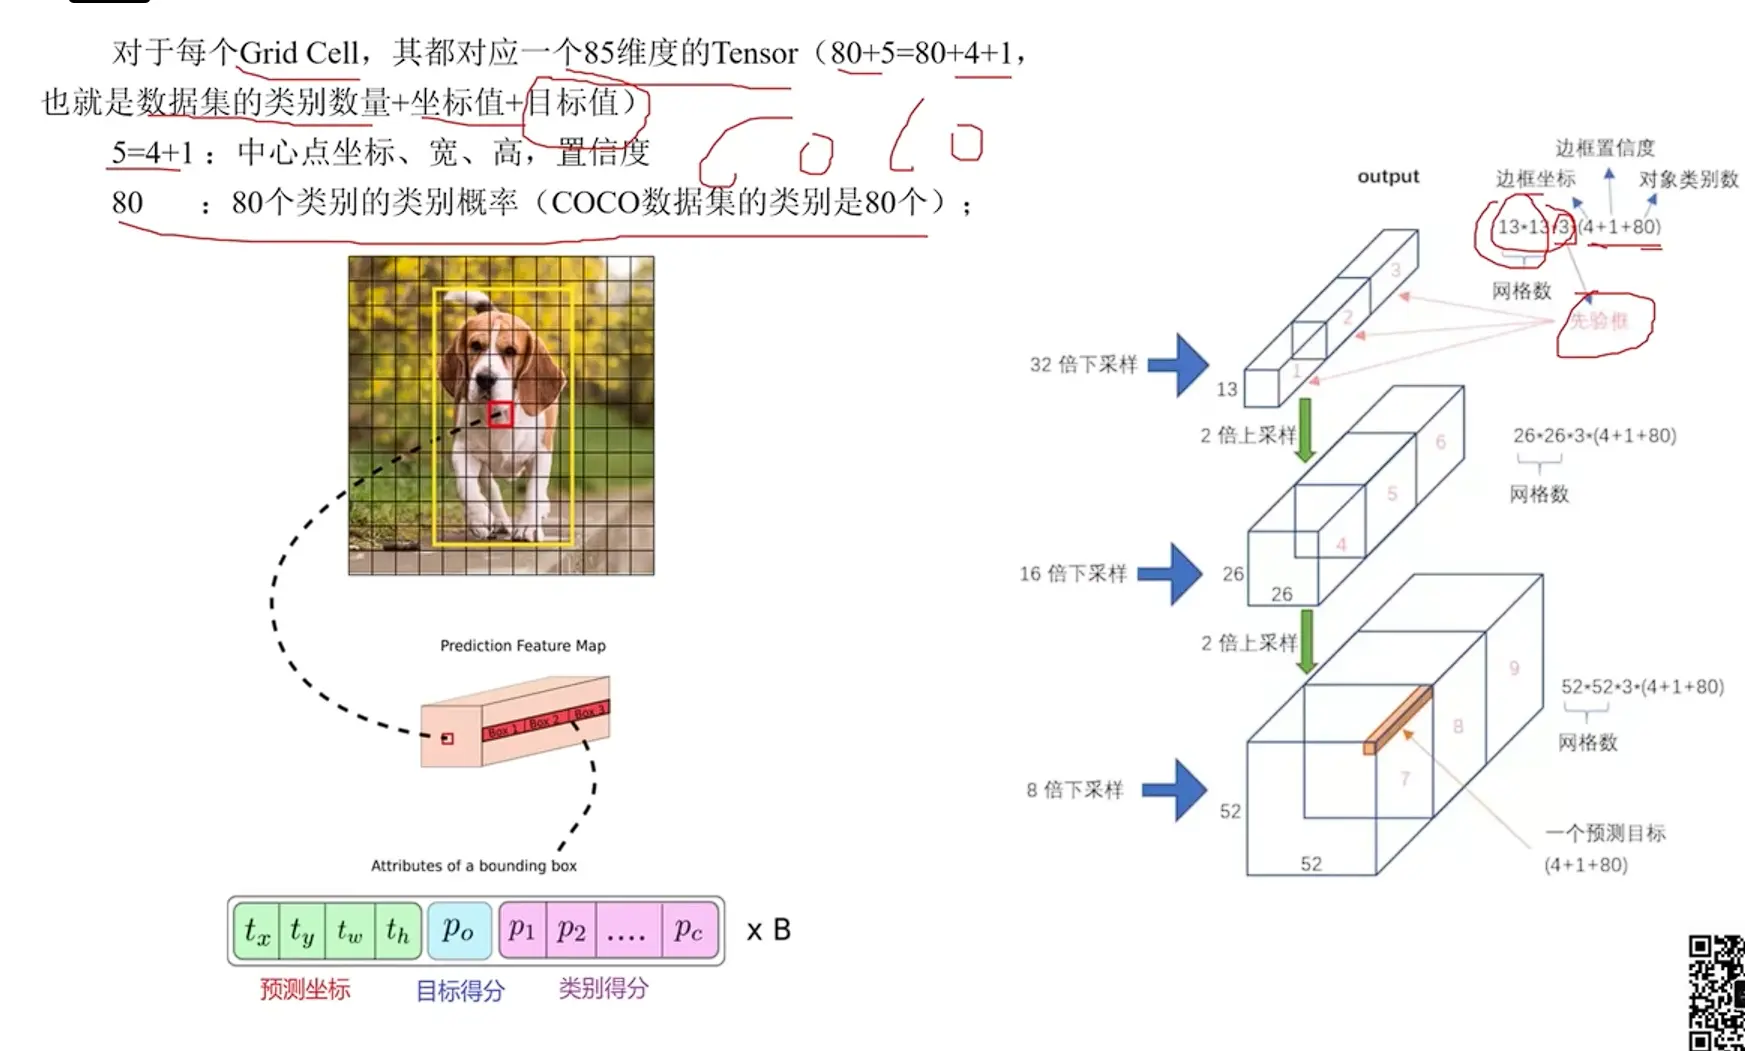 对于每个Grid Cell，其都对应一个85维度的Tensor（80+5=80+4+1，
也就是数据集的类别数量+坐标值+目标值）
5=4+1：中心点坐标、宽、高，置信度
80 ：80个类别的类别概率（COCO数据集的类别是80个）；
Prediction Feature Map
Box 1 Box 2 Box 3
Attributes of a bounding box
tx ty tw th po p1 p2 .... pc x B
预测坐标 目标得分 类别得分
output
边框置信度
边框坐标 对象类别数
13*13*3*(4+1+80)
网格数
先验框
32 倍下采样
13
1
2
3
2 倍上采样
26*26*3*(4+1+80)
网格数
16 倍下采样
26
26
4
5
6
2 倍上采样
52*52*3*(4+1+80)
网格数
8 倍下采样
52
52
7
8
9
一个预测目标
(4+1+80)